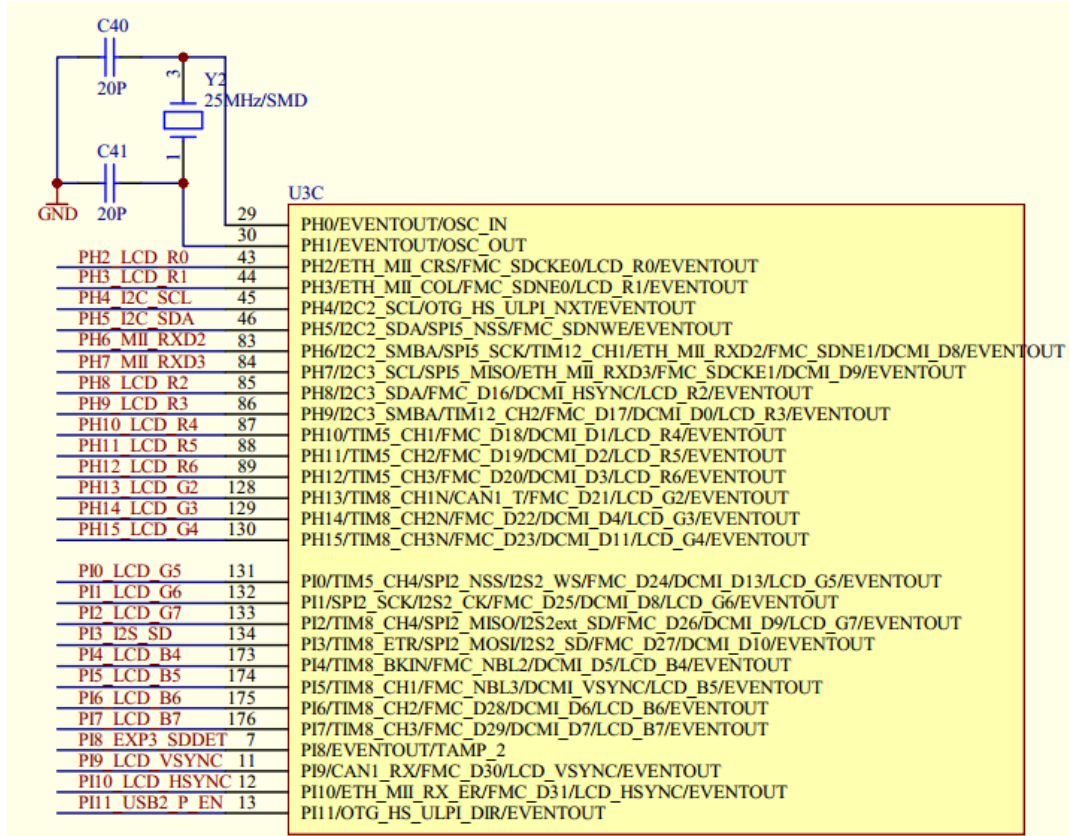 C40
20P
3
Y2
25MHz/SMD
C41
1
GND
20P
U3C
29 PH0/EVENTOUT/OSC_IN
30 PH1/EVENTOUT/OSC_OUT
PH2_LCD_R0 43 PH2/ETH_MII_CRS/FMC_SDCKE0/LCD_R0/EVENTOUT
PH3_LCD_R1 44 PH3/ETH_MII_COL/FMC_SDNE0/LCD_R1/EVENTOUT
PH4_I2C_SCL 45 PH4/I2C2_SCL/OTG_HS_ULPI_NXT/EVENTOUT
PH5_I2C_SDA 46 PH5/I2C2_SDA/SPI5_NSS/FMC_SDNWE/EVENTOUT
PH6_MII_RXD2 83 PH6/I2C2_SMBA/SPI5_SCK/TIM12_CH1/ETH_MII_RXD2/FMC_SDNE1/DCMI_D8/EVENTOUT
PH7_MII_RXD3 84 PH7/I2C3_SCL/SPI5_MISO/ETH_MII_RXD3/FMC_SDCKE1/DCMI_D9/EVENTOUT
PH8_LCD_R2 85 PH8/I2C3_SDA/FMC_D16/DCMI_HSYNC/LCD_R2/EVENTOUT
PH9_LCD_R3 86 PH9/I2C3_SMBA/TIM12_CH2/FMC_D17/DCMI_D0/LCD_R3/EVENTOUT
PH10_LCD_R4 87 PH10/TIM5_CH1/FMC_D18/DCMI_D1/LCD_R4/EVENTOUT
PH11_LCD_R5 88 PH11/TIM5_CH2/FMC_D19/DCMI_D2/LCD_R5/EVENTOUT
PH12_LCD_R6 89 PH12/TIM5_CH3/FMC_D20/DCMI_D3/LCD_R6/EVENTOUT
PH13_LCD_G2 128 PH13/TIM8_CH1N/CAN1_T/FMC_D21/LCD_G2/EVENTOUT
PH14_LCD_G3 129 PH14/TIM8_CH2N/FMC_D22/DCMI_D4/LCD_G3/EVENTOUT
PH15_LCD_G4 130 PH15/TIM8_CH3N/FMC_D23/DCMI_D11/LCD_G4/EVENTOUT
PI0_LCD_G5 131 PI0/TIM5_CH4/SPI2_NSS/I2S2_WS/FMC_D24/DCMI_D13/LCD_G5/EVENTOUT
PI1_LCD_G6 132 PI1/SPI2_SCK/I2S2_CK/FMC_D25/DCMI_D8/LCD_G6/EVENTOUT
PI2_LCD_G7 133 PI2/TIM8_CH4/SPI2_MISO/I2S2ext_SD/FMC_D26/DCMI_D9/LCD_G7/EVENTOUT
PI3_I2S_SD 134 PI3/TIM8_ETR/SPI2_MOSI/I2S2_SD/FMC_D27/DCMI_D10/EVENTOUT
PI4_LCD_B4 173 PI4/TIM8_BKIN/FMC_NBL2/DCMI_D5/LCD_B4/EVENTOUT
PI5_LCD_B5 174 PI5/TIM8_CH1/FMC_NBL3/DCMI_VSYNC/LCD_B5/EVENTOUT
PI6_LCD_B6 175 PI6/TIM8_CH2/FMC_D28/DCMI_D6/LCD_B6/EVENTOUT
PI7_LCD_B7 176 PI7/TIM8_CH3/FMC_D29/DCMI_D7/LCD_B7/EVENTOUT
PI8_EXP3_SDDET 7 PI8/EVENTOUT/TAMP_2
PI9_LCD_VSYNC 11 PI9/CAN1_RX/FMC_D30/LCD_VSYNC/EVENTOUT
PI10_LCD_HSYNC 12 PI10/ETH_MII_RX_ER/FMC_D31/LCD_HSYNC/EVENTOUT
PI11_USB2_P_EN 13 PI11/OTG_HS_ULPI_DIR/EVENTOUT